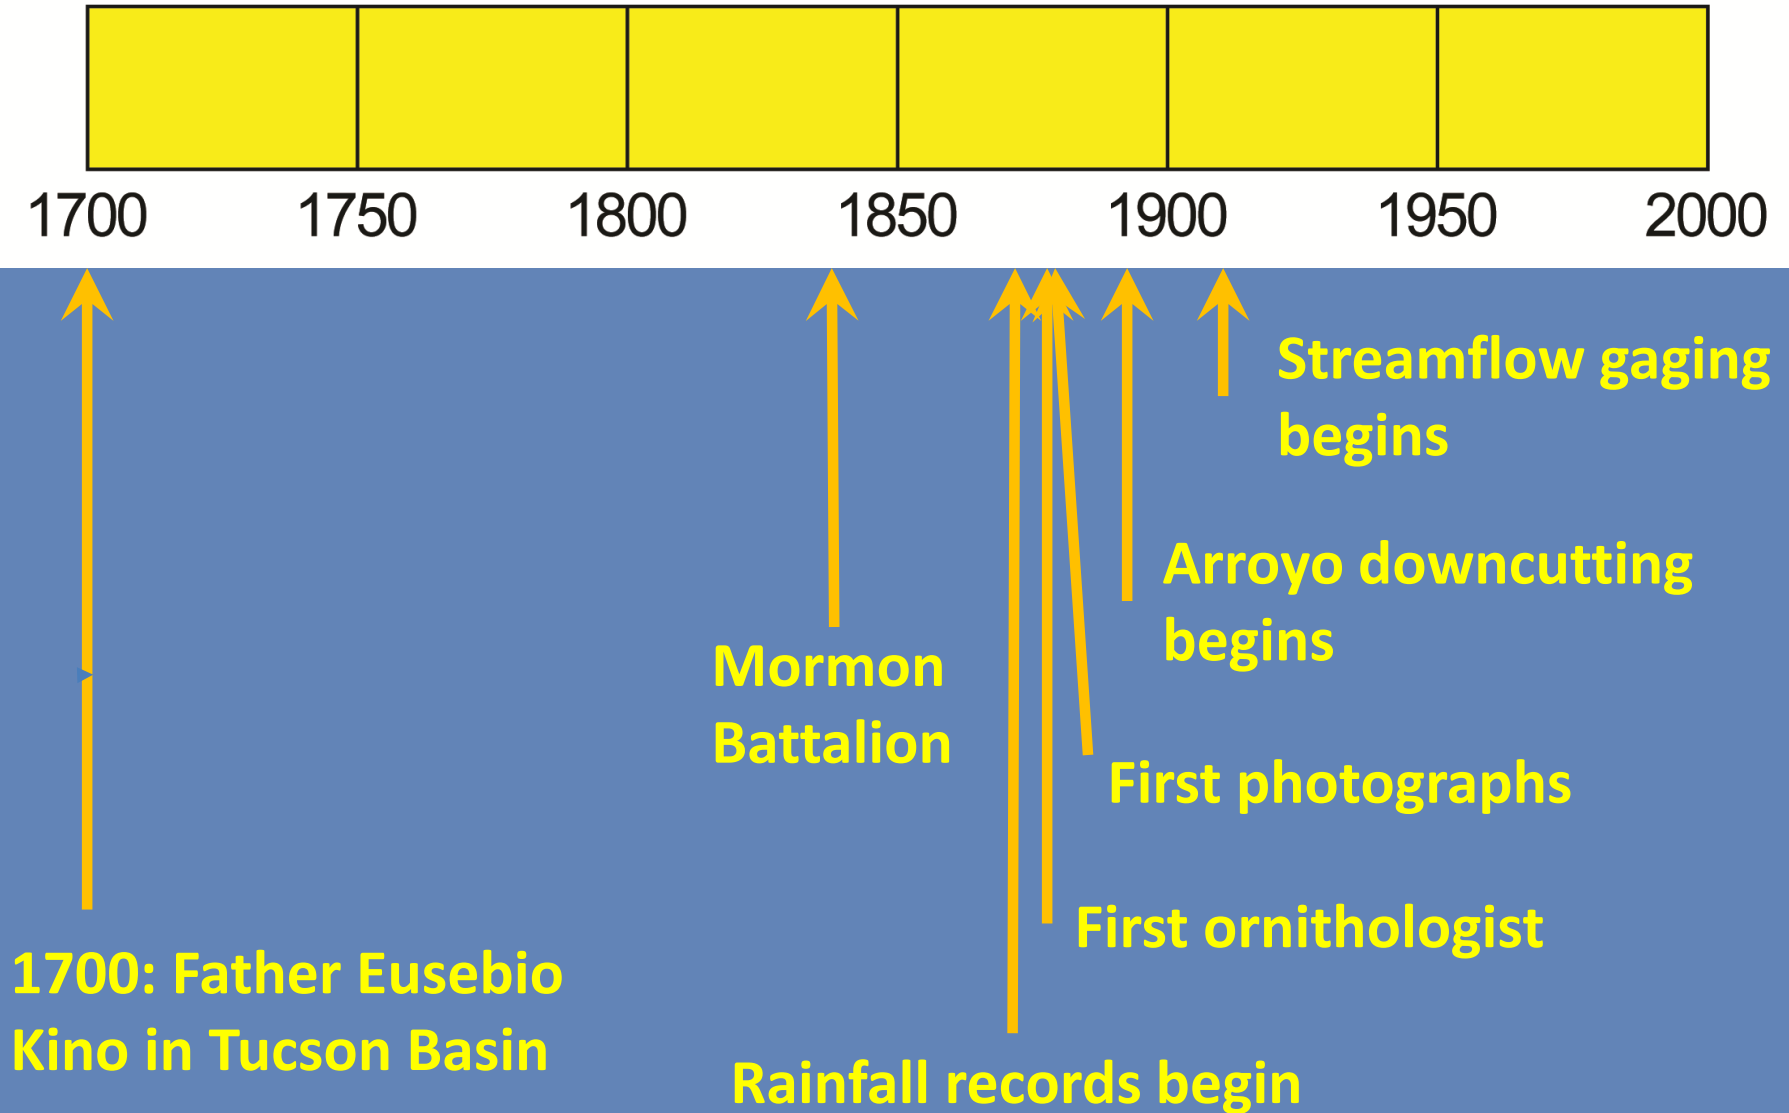 1700 1750 1800 1850 1900 1950 2000
Streamflow gaging
begins
Arroyo downcutting
begins
Mormon
Battalion
First photographs
First ornithologist
1700: Father Eusebio
Kino in Tucson Basin
Rainfall records begin